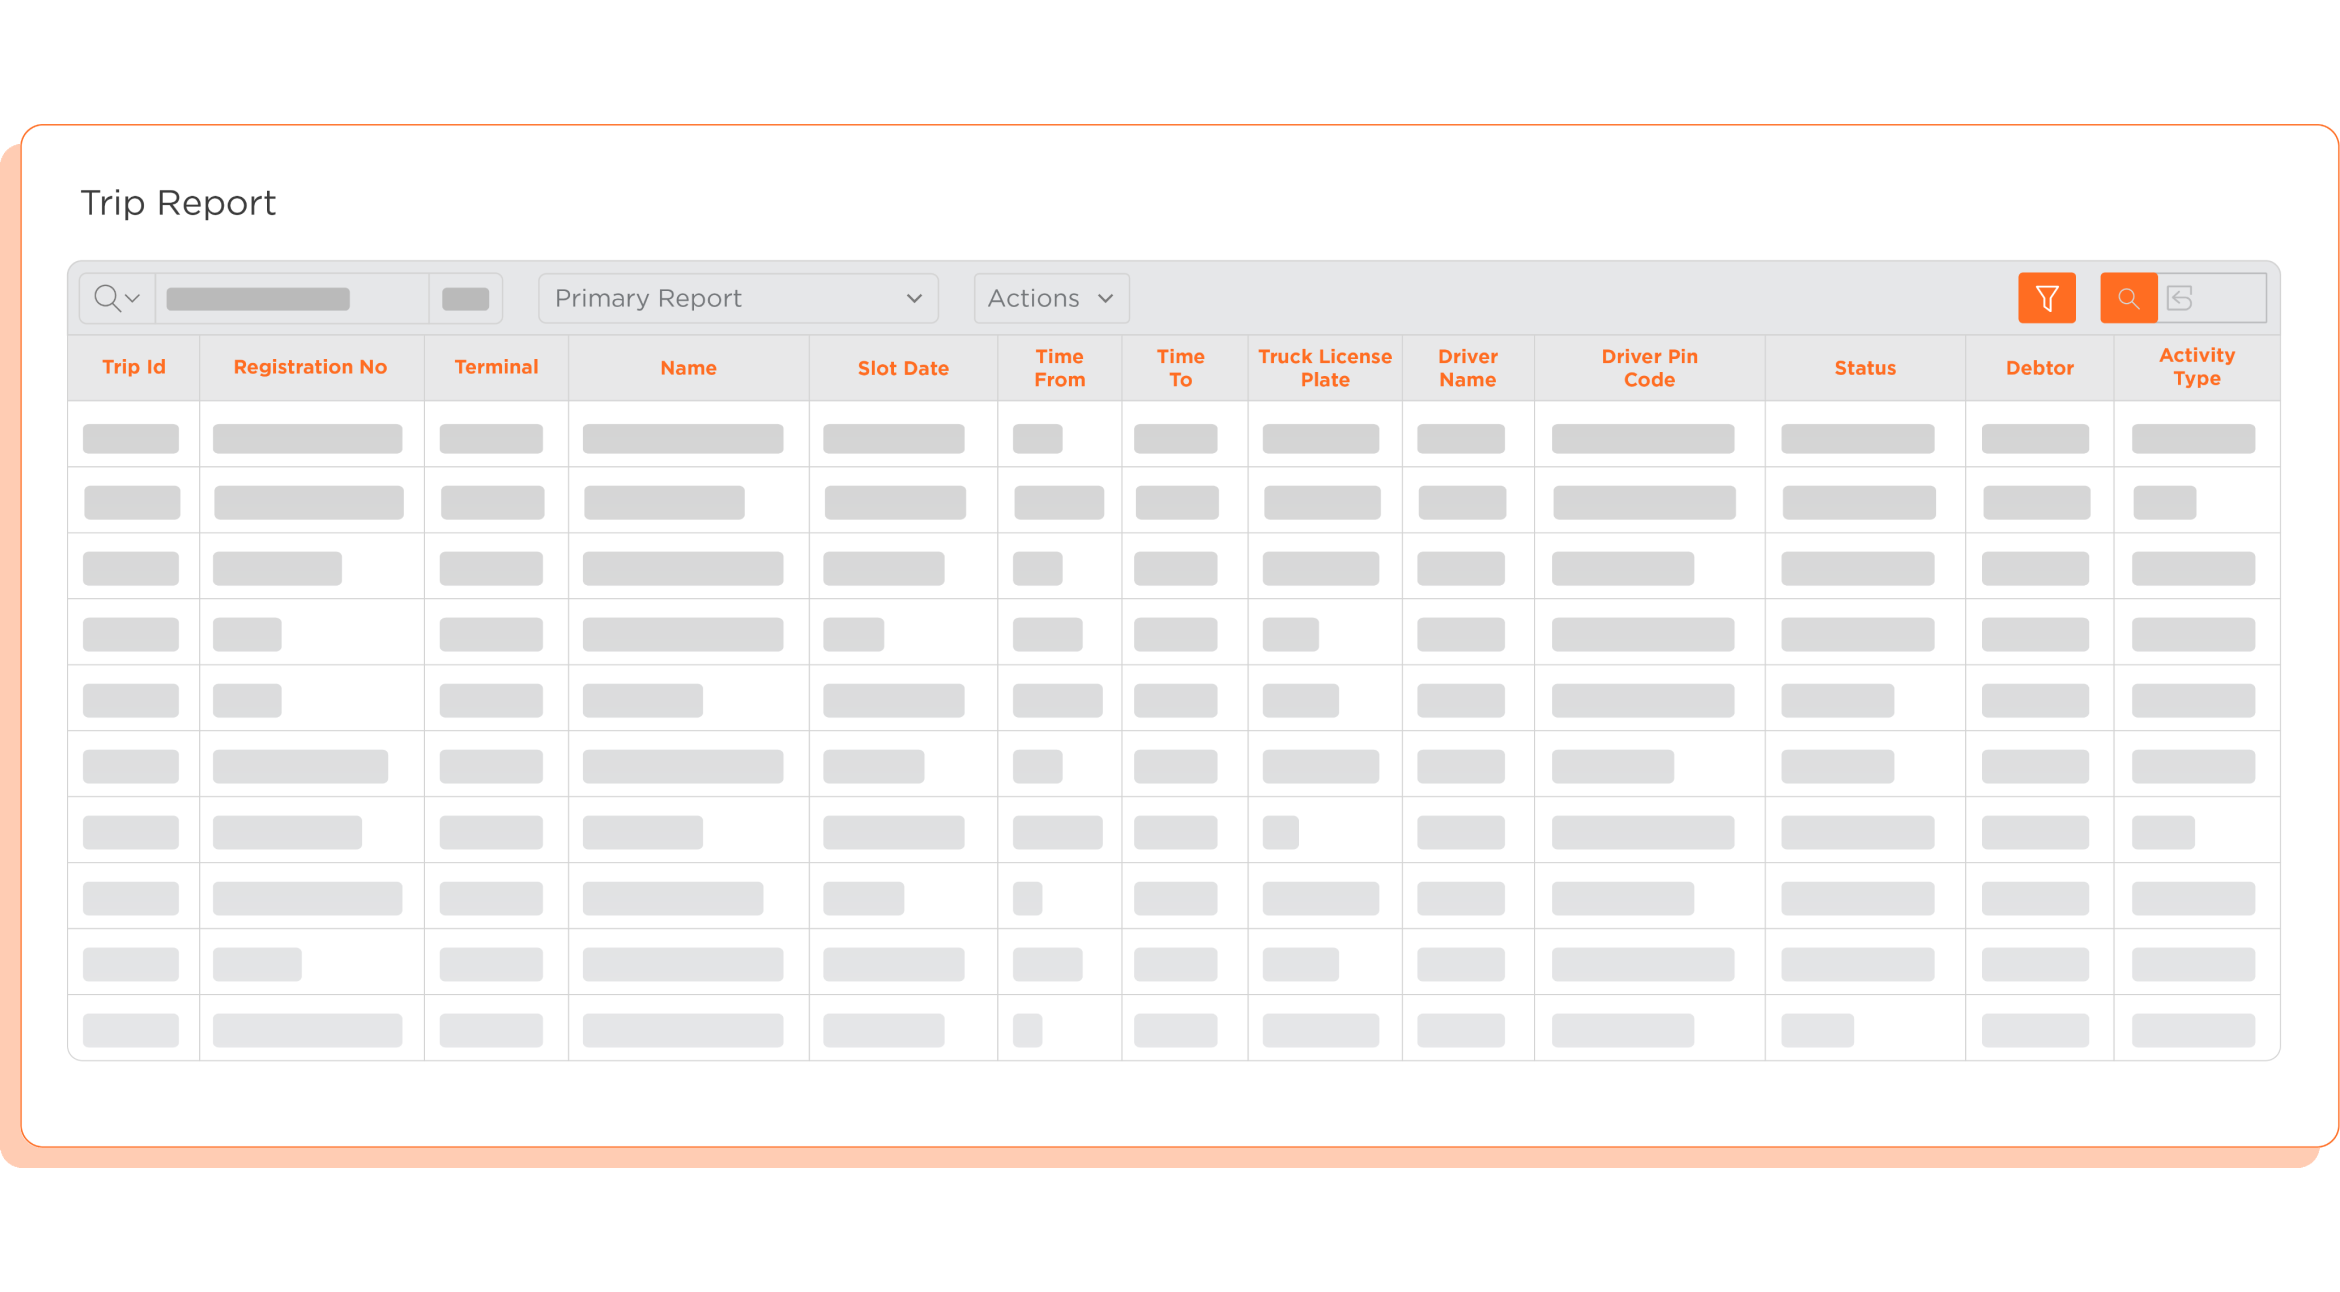 Trip Report
Primary Report
Actions
Trip Id
Registration No
Terminal
Name
Slot Date
Time
From
Time
To
Truck License
Plate
Driver
Name
Driver Pin
Code
Status
Debtor
Activity
Type